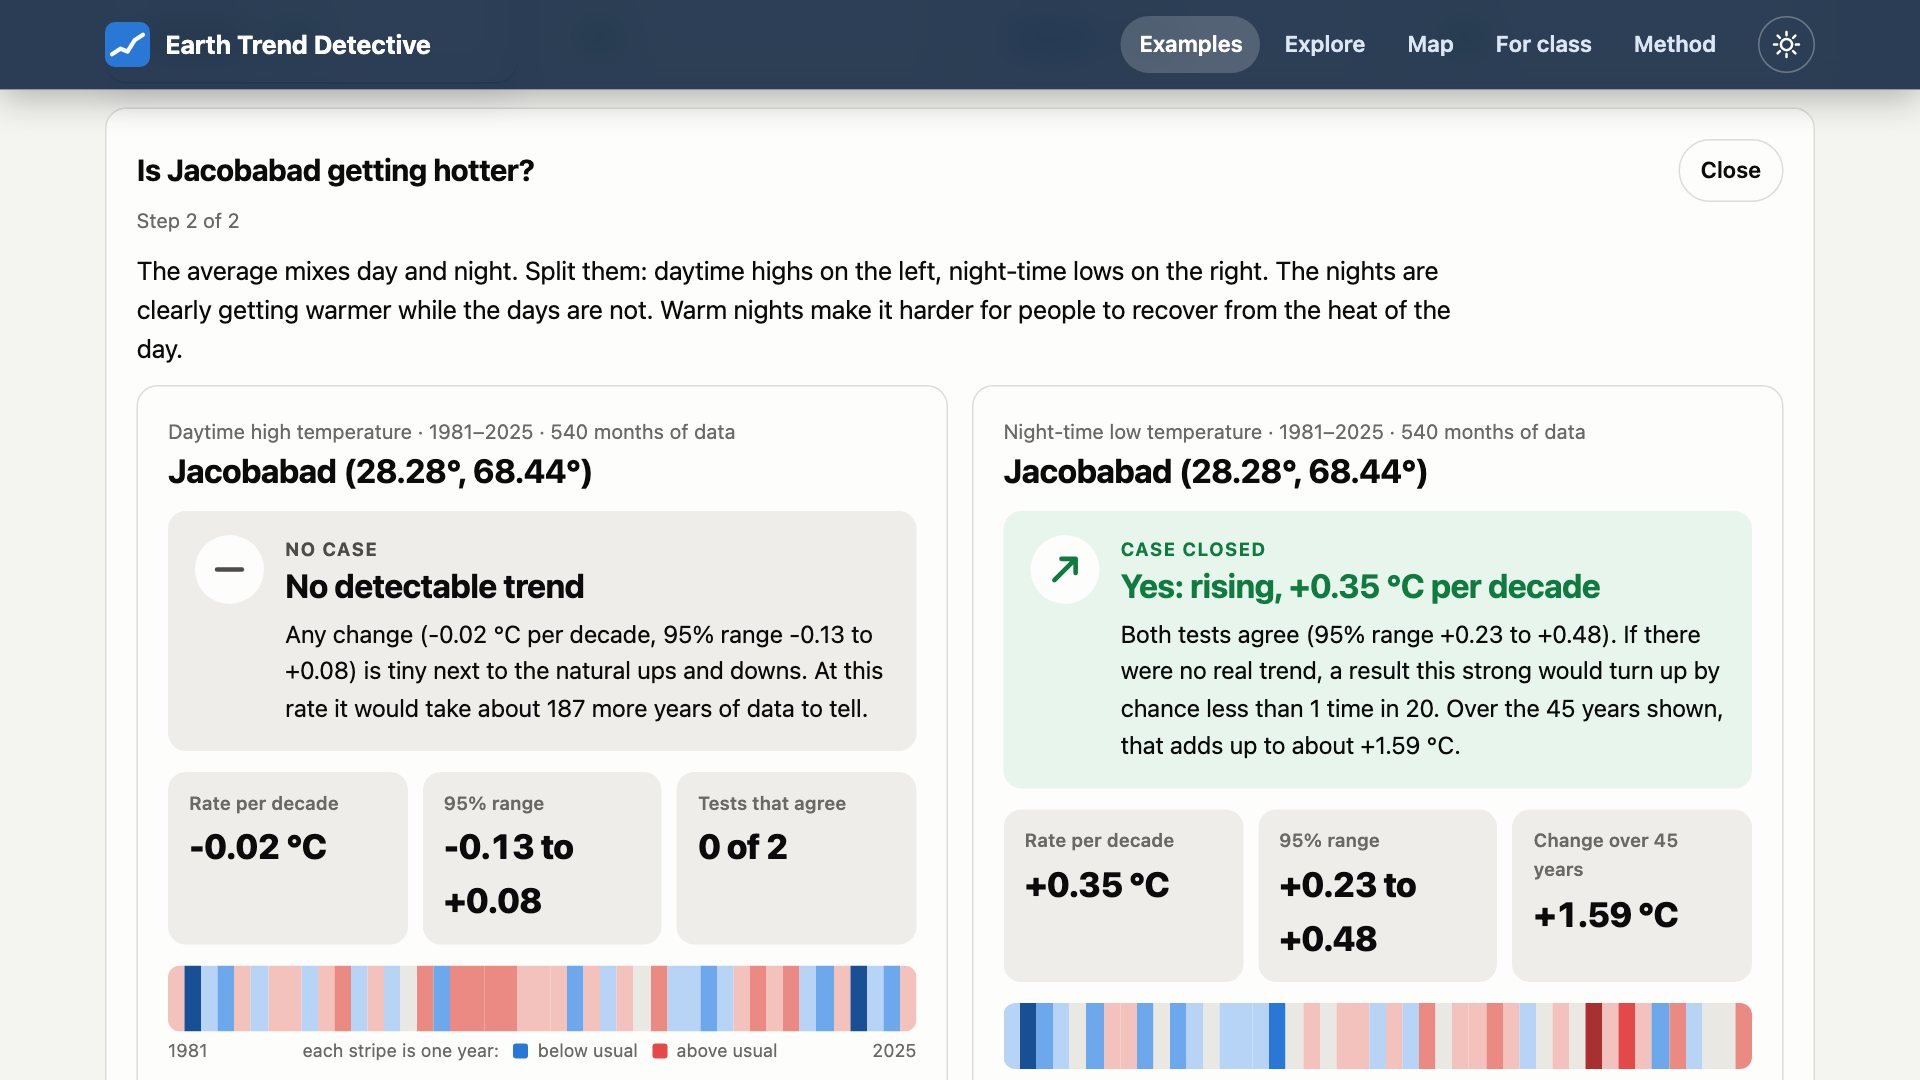 Earth Trend Detective
Examples
Explore
Map
For class
Method
Is Jacobabad getting hotter?
Close
Step 2 of 2
The average mixes day and night. Split them: daytime highs on the left, night-time lows on the right. The nights are
clearly getting warmer while the days are not. Warm nights make it harder for people to recover from the heat of the
day.
Daytime high temperature · 1981–2025 · 540 months of data
Jacobabad (28.28°, 68.44°)
NO CASE
No detectable trend
Any change (-0.02 °C per decade, 95% range -0.13 to
+0.08) is tiny next to the natural ups and downs. At this
rate it would take about 187 more years of data to tell.
Rate per decade
-0.02 °C
95% range
-0.13 to
+0.08
Tests that agree
0 of 2
1981
each stripe is one year:
below usual
above usual
2025
Night-time low temperature · 1981–2025 · 540 months of data
Jacobabad (28.28°, 68.44°)
CASE CLOSED
Yes: rising, +0.35 °C per decade
Both tests agree (95% range +0.23 to +0.48). If there
were no real trend, a result this strong would turn up by
chance less than 1 time in 20. Over the 45 years shown,
that adds up to about +1.59 °C.
Rate per decade
+0.35 °C
95% range
+0.23 to
+0.48
Change over 45
years
+1.59 °C